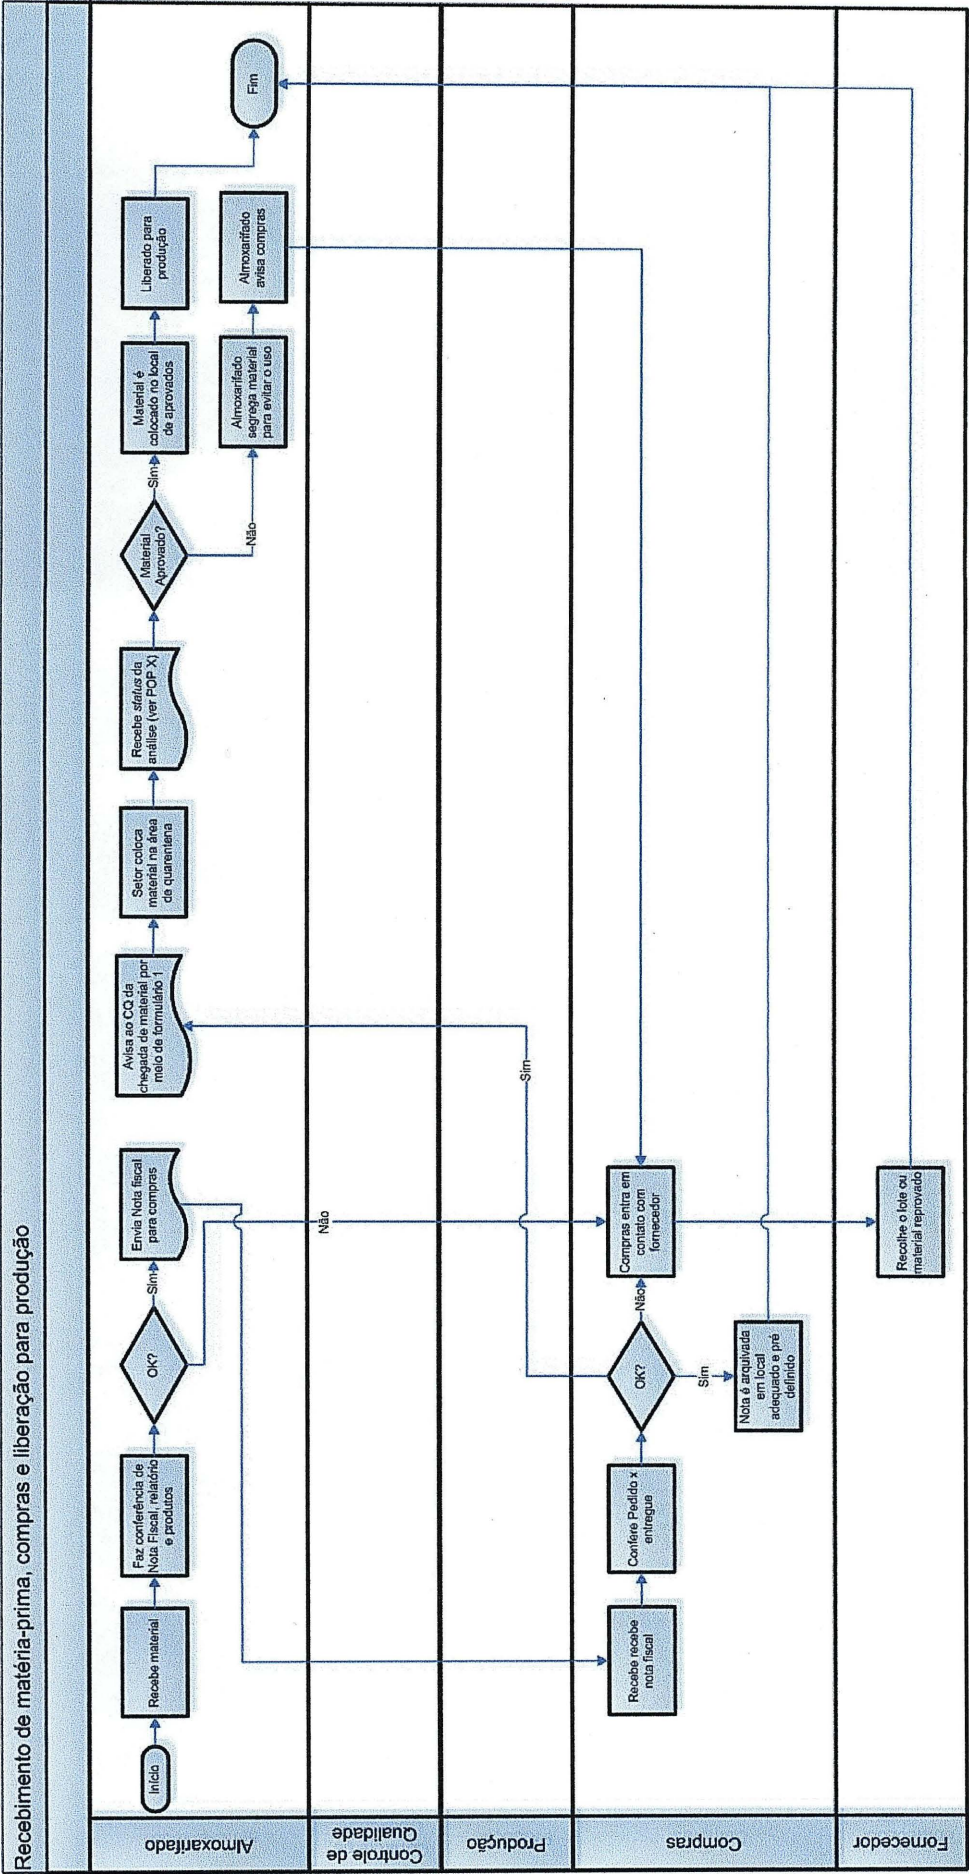 Recebimento de matéria-prima, compras e liberação para produção
Almoxarifado
Início
Recebe material
Faz conferência de
Nota Fiscal, relatório
e produtos
OK?
Sim
Não
Envia Nota fiscal
para compras
Avisa ao CQ da
chegada de material por
meio de formulário 1
Setor coloca
material na área
de quarentena
Recebe status da
análise (ver POP X)
Material
Aprovado?
Sim
Não
Material é
colocado no local
de aprovados
Liberado para
produção
Almoxarifado
segrega material
para evitar o uso
Almoxarifado
avisa compras
Fim
Controle de
Qualidade
Produção
Compras
Recebe recebe
nota fiscal
Confere Pedido x
entregue
OK?
Sim
Não
Sim
Compras entra em
contato com
fornecedor
Nota é arquivada
em local
adequado e pré
definido
Fornecedor
Recolhe o lote ou
material reprovado